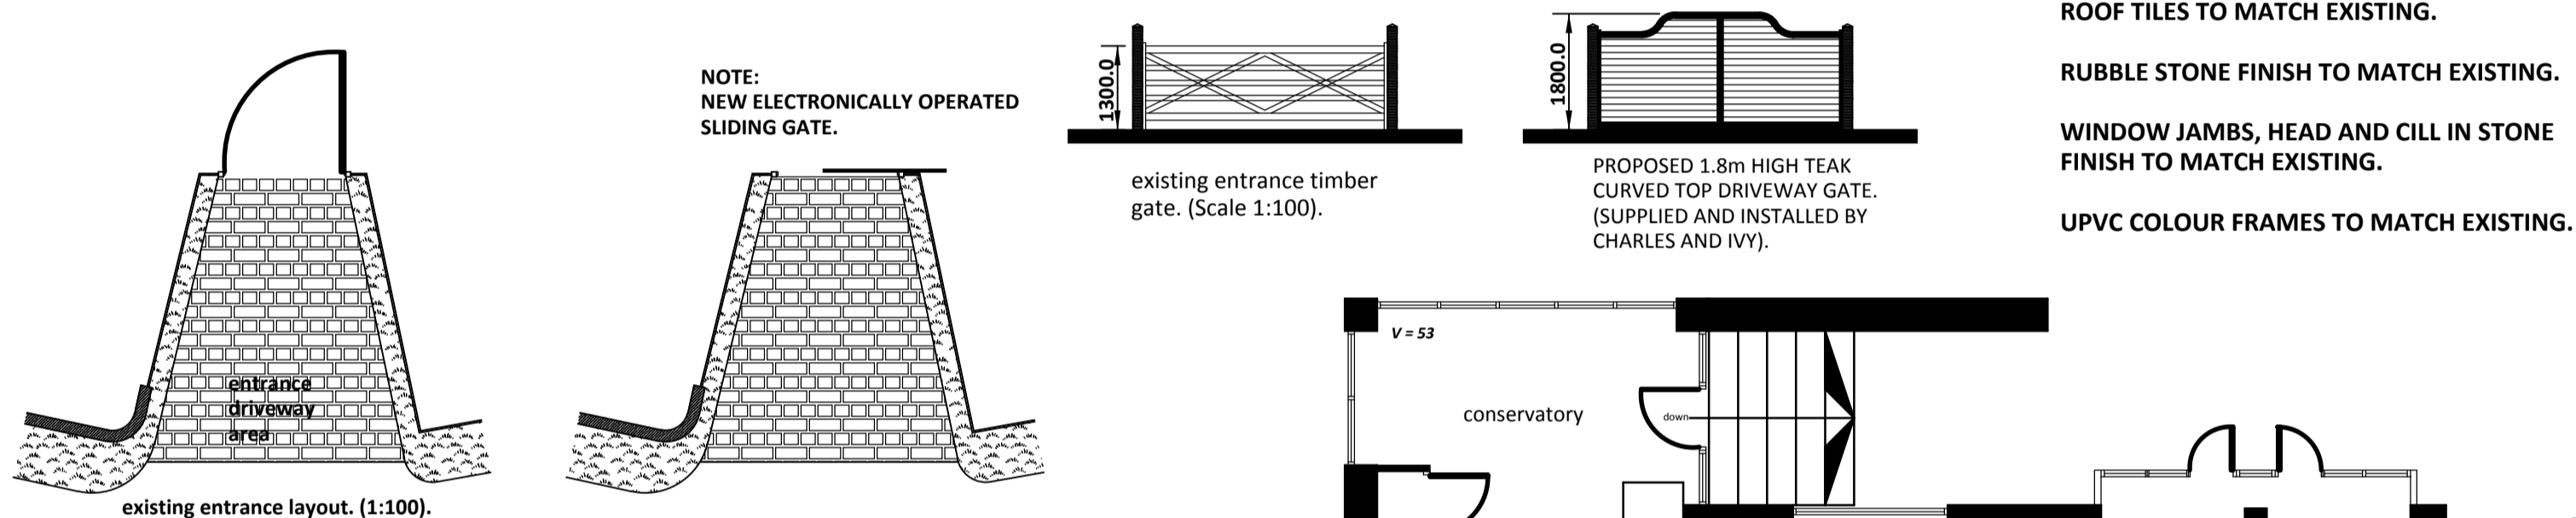 entrance
driveway
area
existing entrance layout. (1:100).
NOTE:
NEW ELECTRONICALLY OPERATED
SLIDING GATE.
1300.0
existing entrance timber
gate. (Scale 1:100).
1800.0
PROPOSED 1.8m HIGH TEAK
CURVED TOP DRIVEWAY GATE.
(SUPPLIED AND INSTALLED BY
CHARLES AND IVY).
ROOF TILES TO MATCH EXISTING.
RUBBLE STONE FINISH TO MATCH EXISTING.
WINDOW JAMBS, HEAD AND CILL IN STONE
FINISH TO MATCH EXISTING.
UPVC COLOUR FRAMES TO MATCH EXISTING.
V = 53
conservatory
down